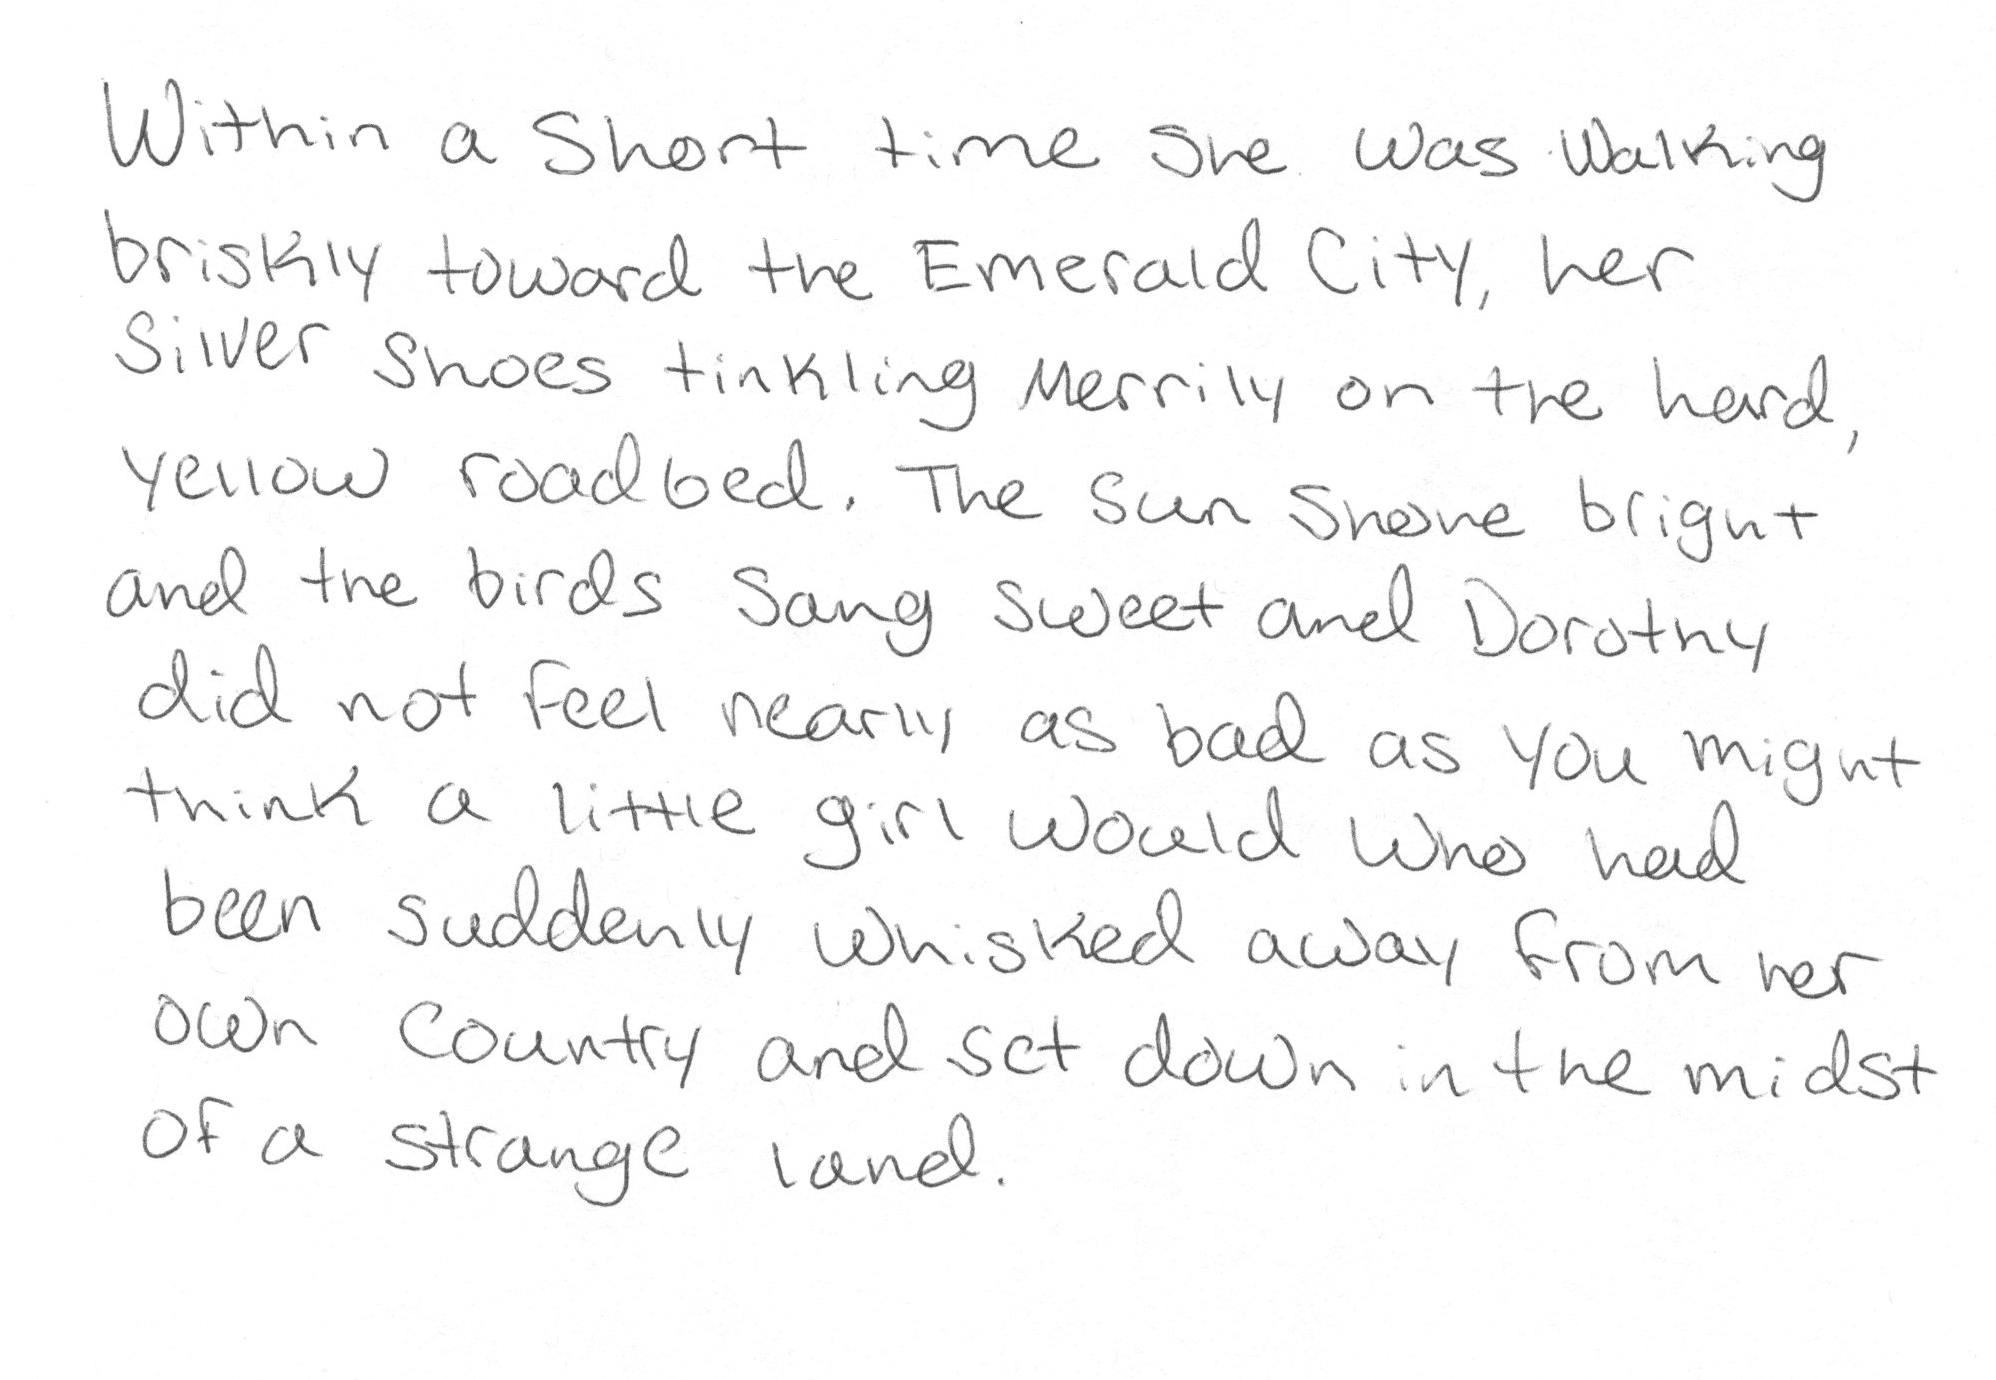 Within a short time she was walking
briskly toward the Emerald City, her
Silver Shoes tinkling merrily on the hard,
yellow roadbed. The sun shone bright
and the birds sang sweet and Dorothy
did not feel nearly as bad as you might
think a little girl would who had
been suddenly whisked away from her
own country and set down in the midst
of a strange land.